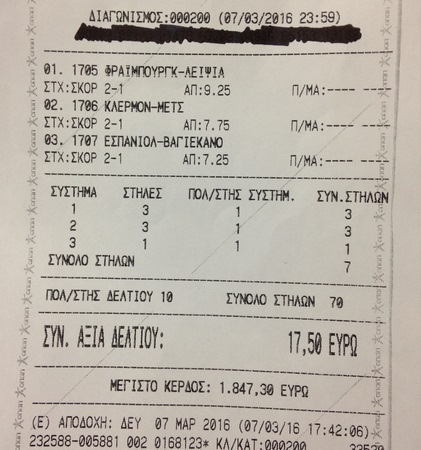 ΔΙΑΓΩΝΙΣΜΟΣ:000200 (07/03/2016 23:59)
01. 1705 ΦΡΑΪΜΠΟΥΡΓΚ-ΛΕΙΨΙΑ
ΣΤΧ:ΣΚΟΡ 2-1 ΑΠ:9.25 Π/ΜΑ:---- ----
02. 1706 ΚΛΕΡΜΟΝ-ΜΕΤΣ
ΣΤΧ:ΣΚΟΡ 2-1 ΑΠ:7.75 Π/ΜΑ:---- ----
03. 1707 ΕΣΠΑΝΙΟΛ-ΒΑΓΙΕΚΑΝΟ
ΣΤΧ:ΣΚΟΡ 2-1 ΑΠ:7.25 Π/ΜΑ:---- ----
ΣΥΣΤΗΜΑ ΣΤΗΛΕΣ ΠΟΛ/ΣΤΗΣ ΣΥΣΤΗΜ. ΣΥΝ.ΣΤΗΛΩΝ
1 3 1 3
2 3 1 3
3 1 1 1
ΣΥΝΟΛΟ ΣΤΗΛΩΝ 7
ΠΟΛ/ΣΤΗΣ ΔΕΛΤΙΟΥ 10 ΣΥΝΟΛΟ ΣΤΗΛΩΝ 70
ΣΥΝ. ΑΞΙΑ ΔΕΛΤΙΟΥ: 17,50 ΕΥΡΩ
ΜΕΓΙΣΤΟ ΚΕΡΔΟΣ: 1.847,30 ΕΥΡΩ
(Ε) ΑΠΟΔΟΧΗ: ΔΕΥ 07 ΜΑΡ 2016 (07/03/16 17:42:06)
232588-005881 002 0168123* ΚΛ/ΚΑΤ:000200 33520